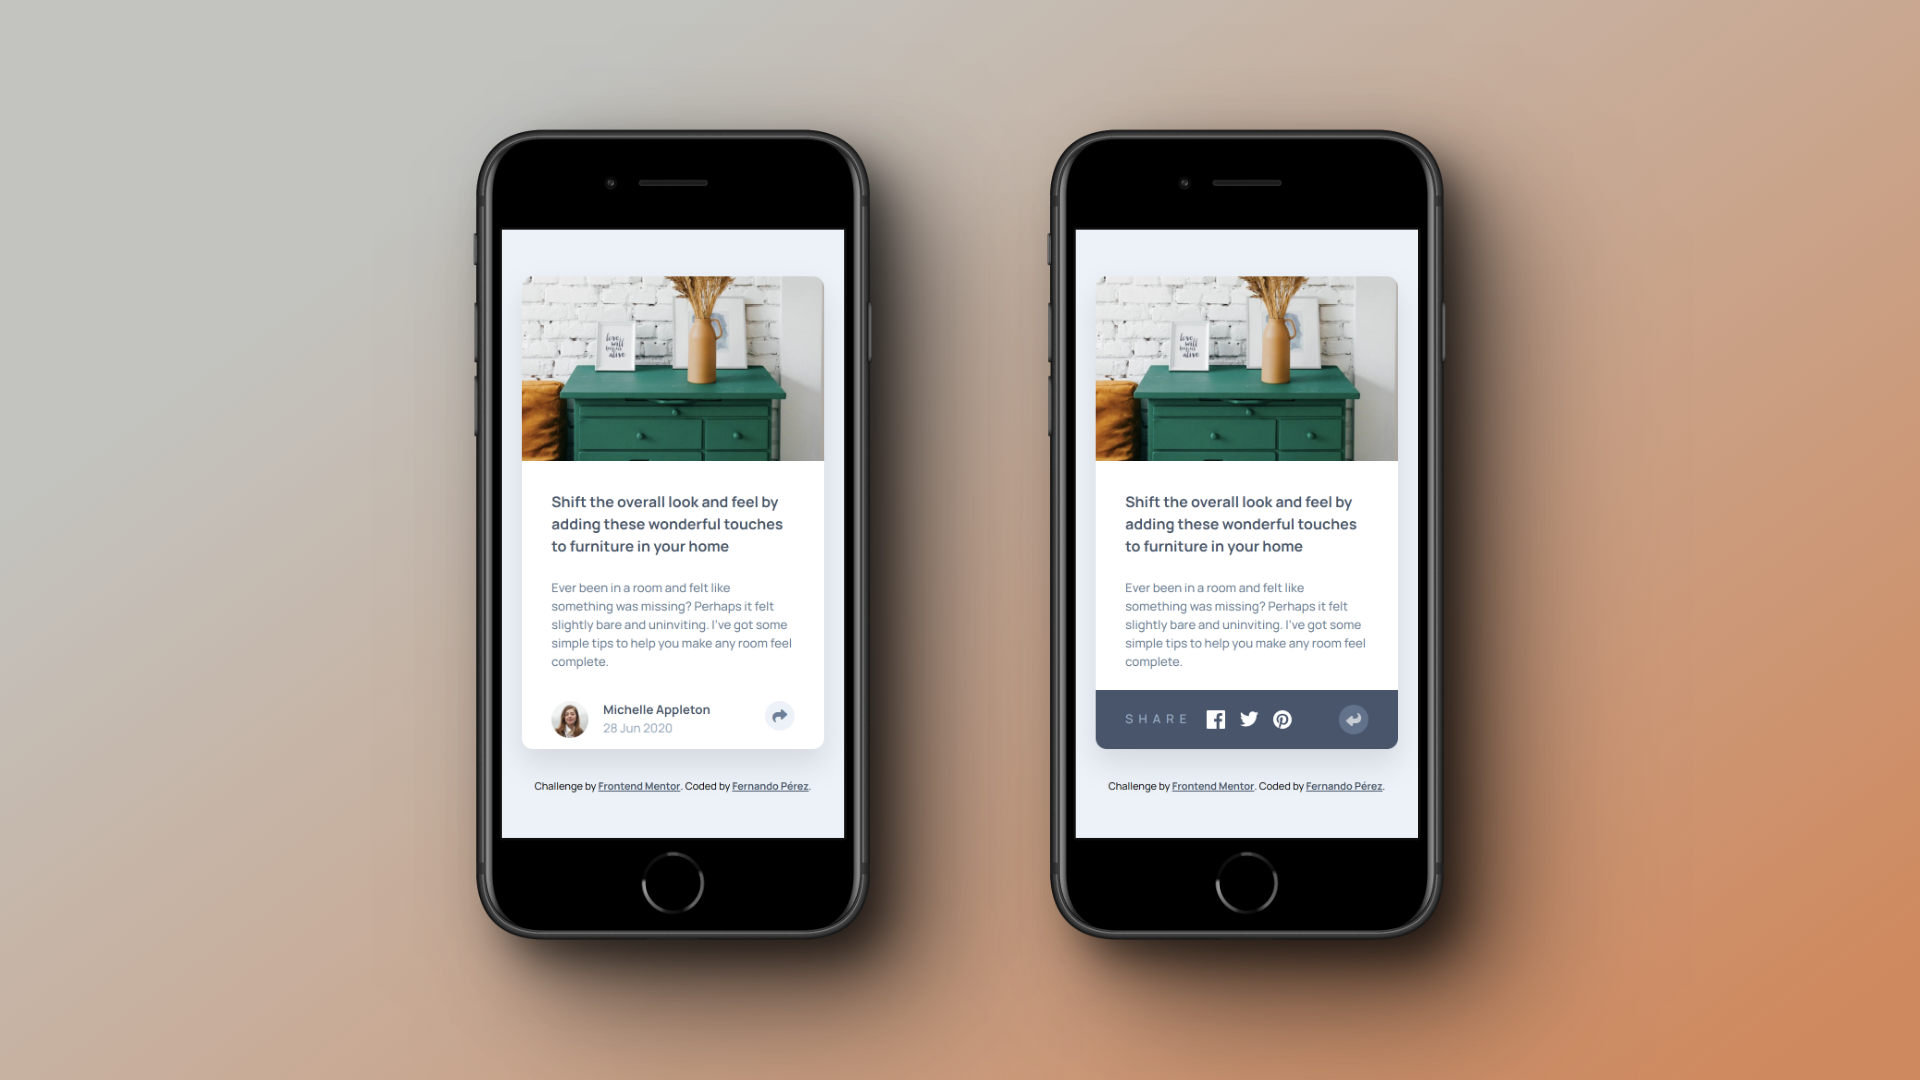 love
will
alive
Shift the overall look and feel by
adding these wonderful touches
to furniture in your home
Ever been in a room and felt like
something was missing? Perhaps it felt
slightly bare and uninviting. I've got some
simple tips to help you make any room feel
complete.
Michelle Appleton
28 Jun 2020
Challenge by Frontend Mentor. Coded by Fernando Pérez.
love
will
alive
Shift the overall look and feel by
adding these wonderful touches
to furniture in your home
Ever been in a room and felt like
something was missing? Perhaps it felt
slightly bare and uninviting. I've got some
simple tips to help you make any room feel
complete.
SHARE
Challenge by Frontend Mentor. Coded by Fernando Pérez.